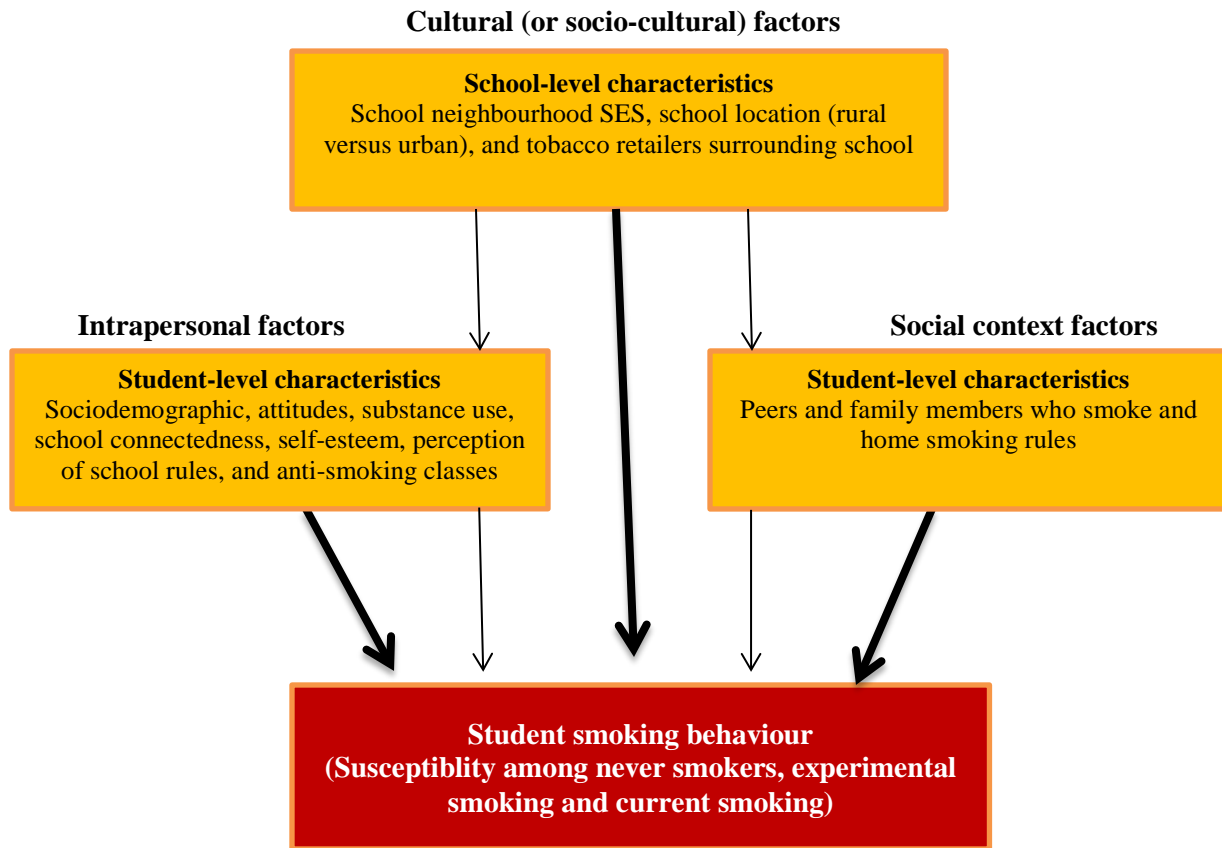 Cultural (or socio-cultural) factors
School-level characteristics
School neighbourhood SES, school location (rural
versus urban), and tobacco retailers surrounding school
Intrapersonal factors
Student-level characteristics
Sociodemographic, attitudes, substance use,
school connectedness, self-esteem, perception
of school rules, and anti-smoking classes
Social context factors
Student-level characteristics
Peers and family members who smoke and
home smoking rules
Student smoking behaviour
(Susceptiblity among never smokers, experimental
smoking and current smoking)